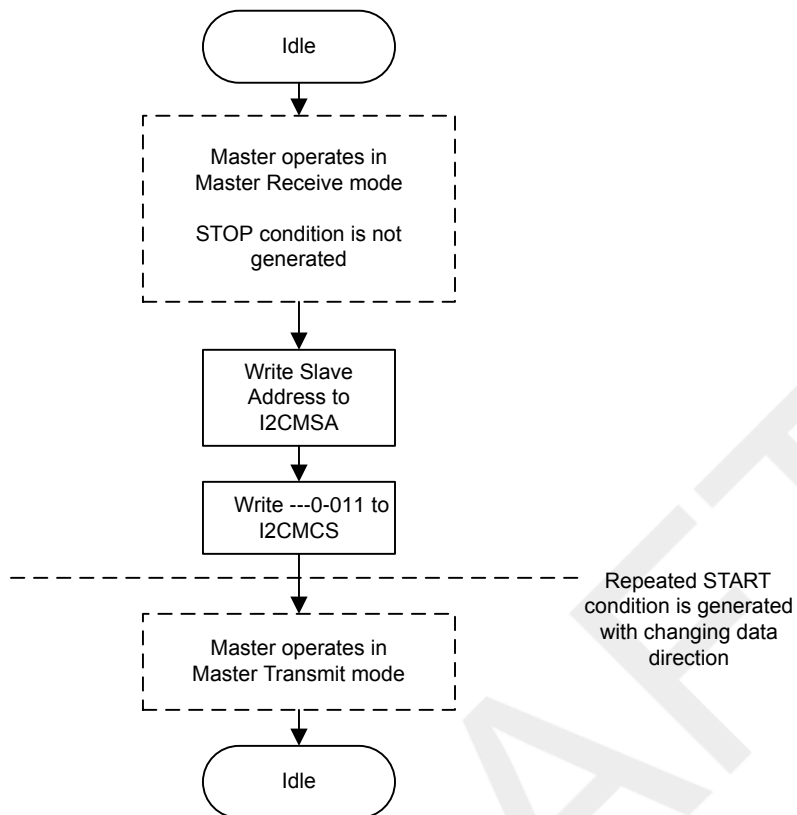 Idle
Master operates in
Master Receive mode
STOP condition is not
generated
Write Slave
Address to
I2CMSA
Write ---0-011 to
I2CMCS
Repeated START
condition is generated
with changing data
direction
Master operates in
Master Transmit mode
Idle